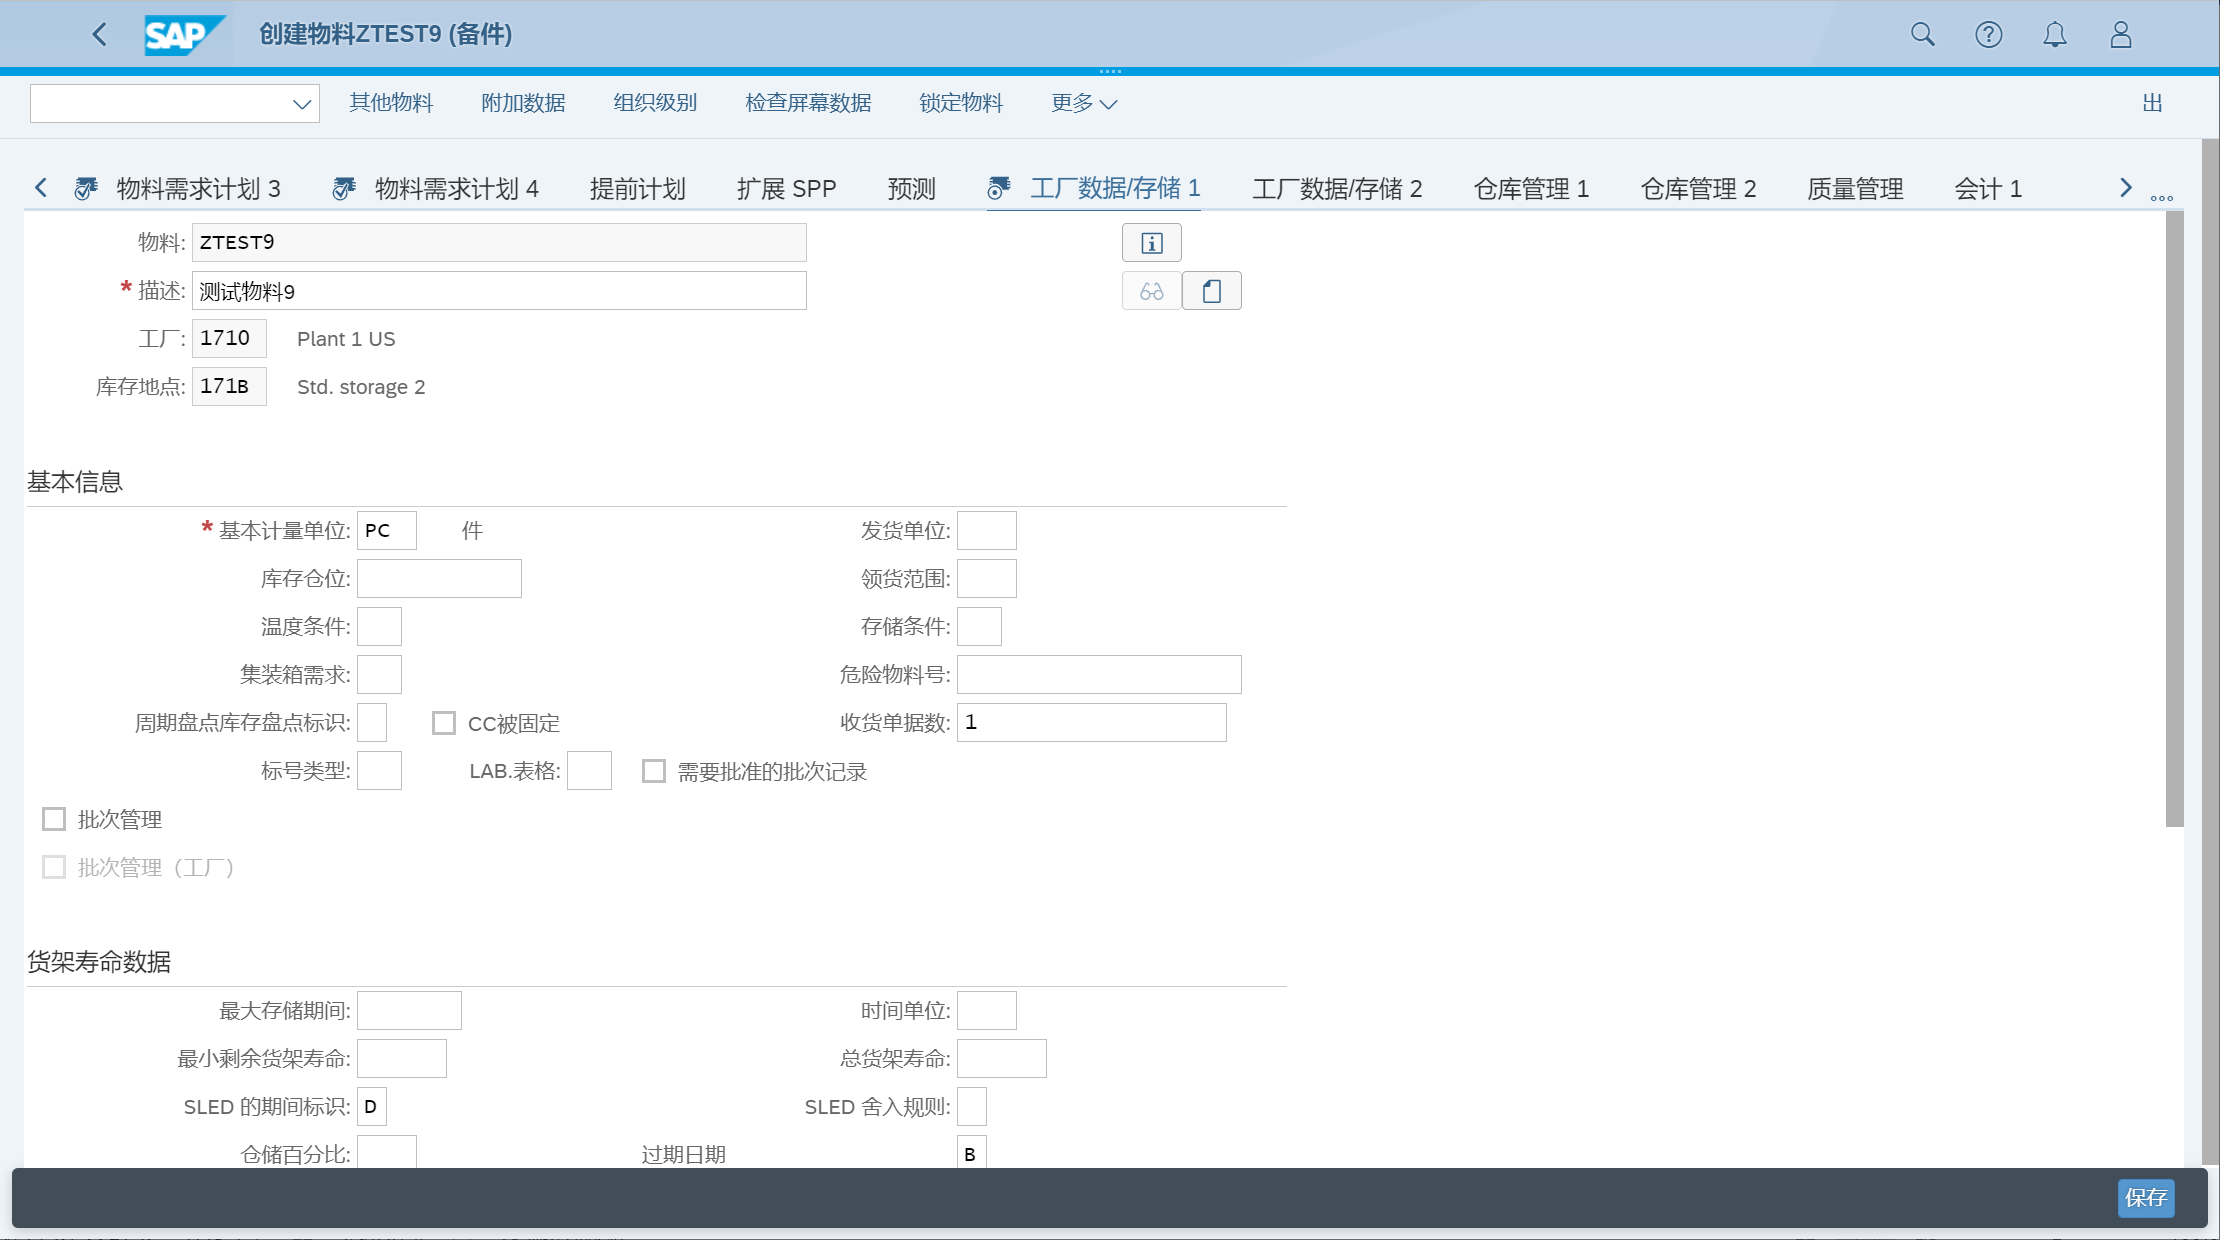 SAP 创建物料ZTEST9 (备件)
其他物料 附加数据 组织级别 检查屏幕数据 锁定物料 更多 出
物料需求计划 3 物料需求计划 4 提前计划 扩展 SPP 预测 工厂数据/存储 1 工厂数据/存储 2 仓库管理 1 仓库管理 2 质量管理 会计 1
物料: ZTEST9
* 描述: 测试物料9
工厂: 1710 Plant 1 US
库存地点: 171B Std. storage 2
基本信息
* 基本计量单位: PC 件 发货单位:
库存仓位: 领货范围:
温度条件: 存储条件:
集装箱需求: 危险物料号:
周期盘点库存盘点标识: CC被固定 收货单据数: 1
标号类型: LAB.表格: 需要批准的批次记录
批次管理
批次管理（工厂）
货架寿命数据
最大存储期间: 时间单位:
最小剩余货架寿命: 总货架寿命:
SLED 的期间标识: D SLED 舍入规则:
仓储百分比: 过期日期 B
保存